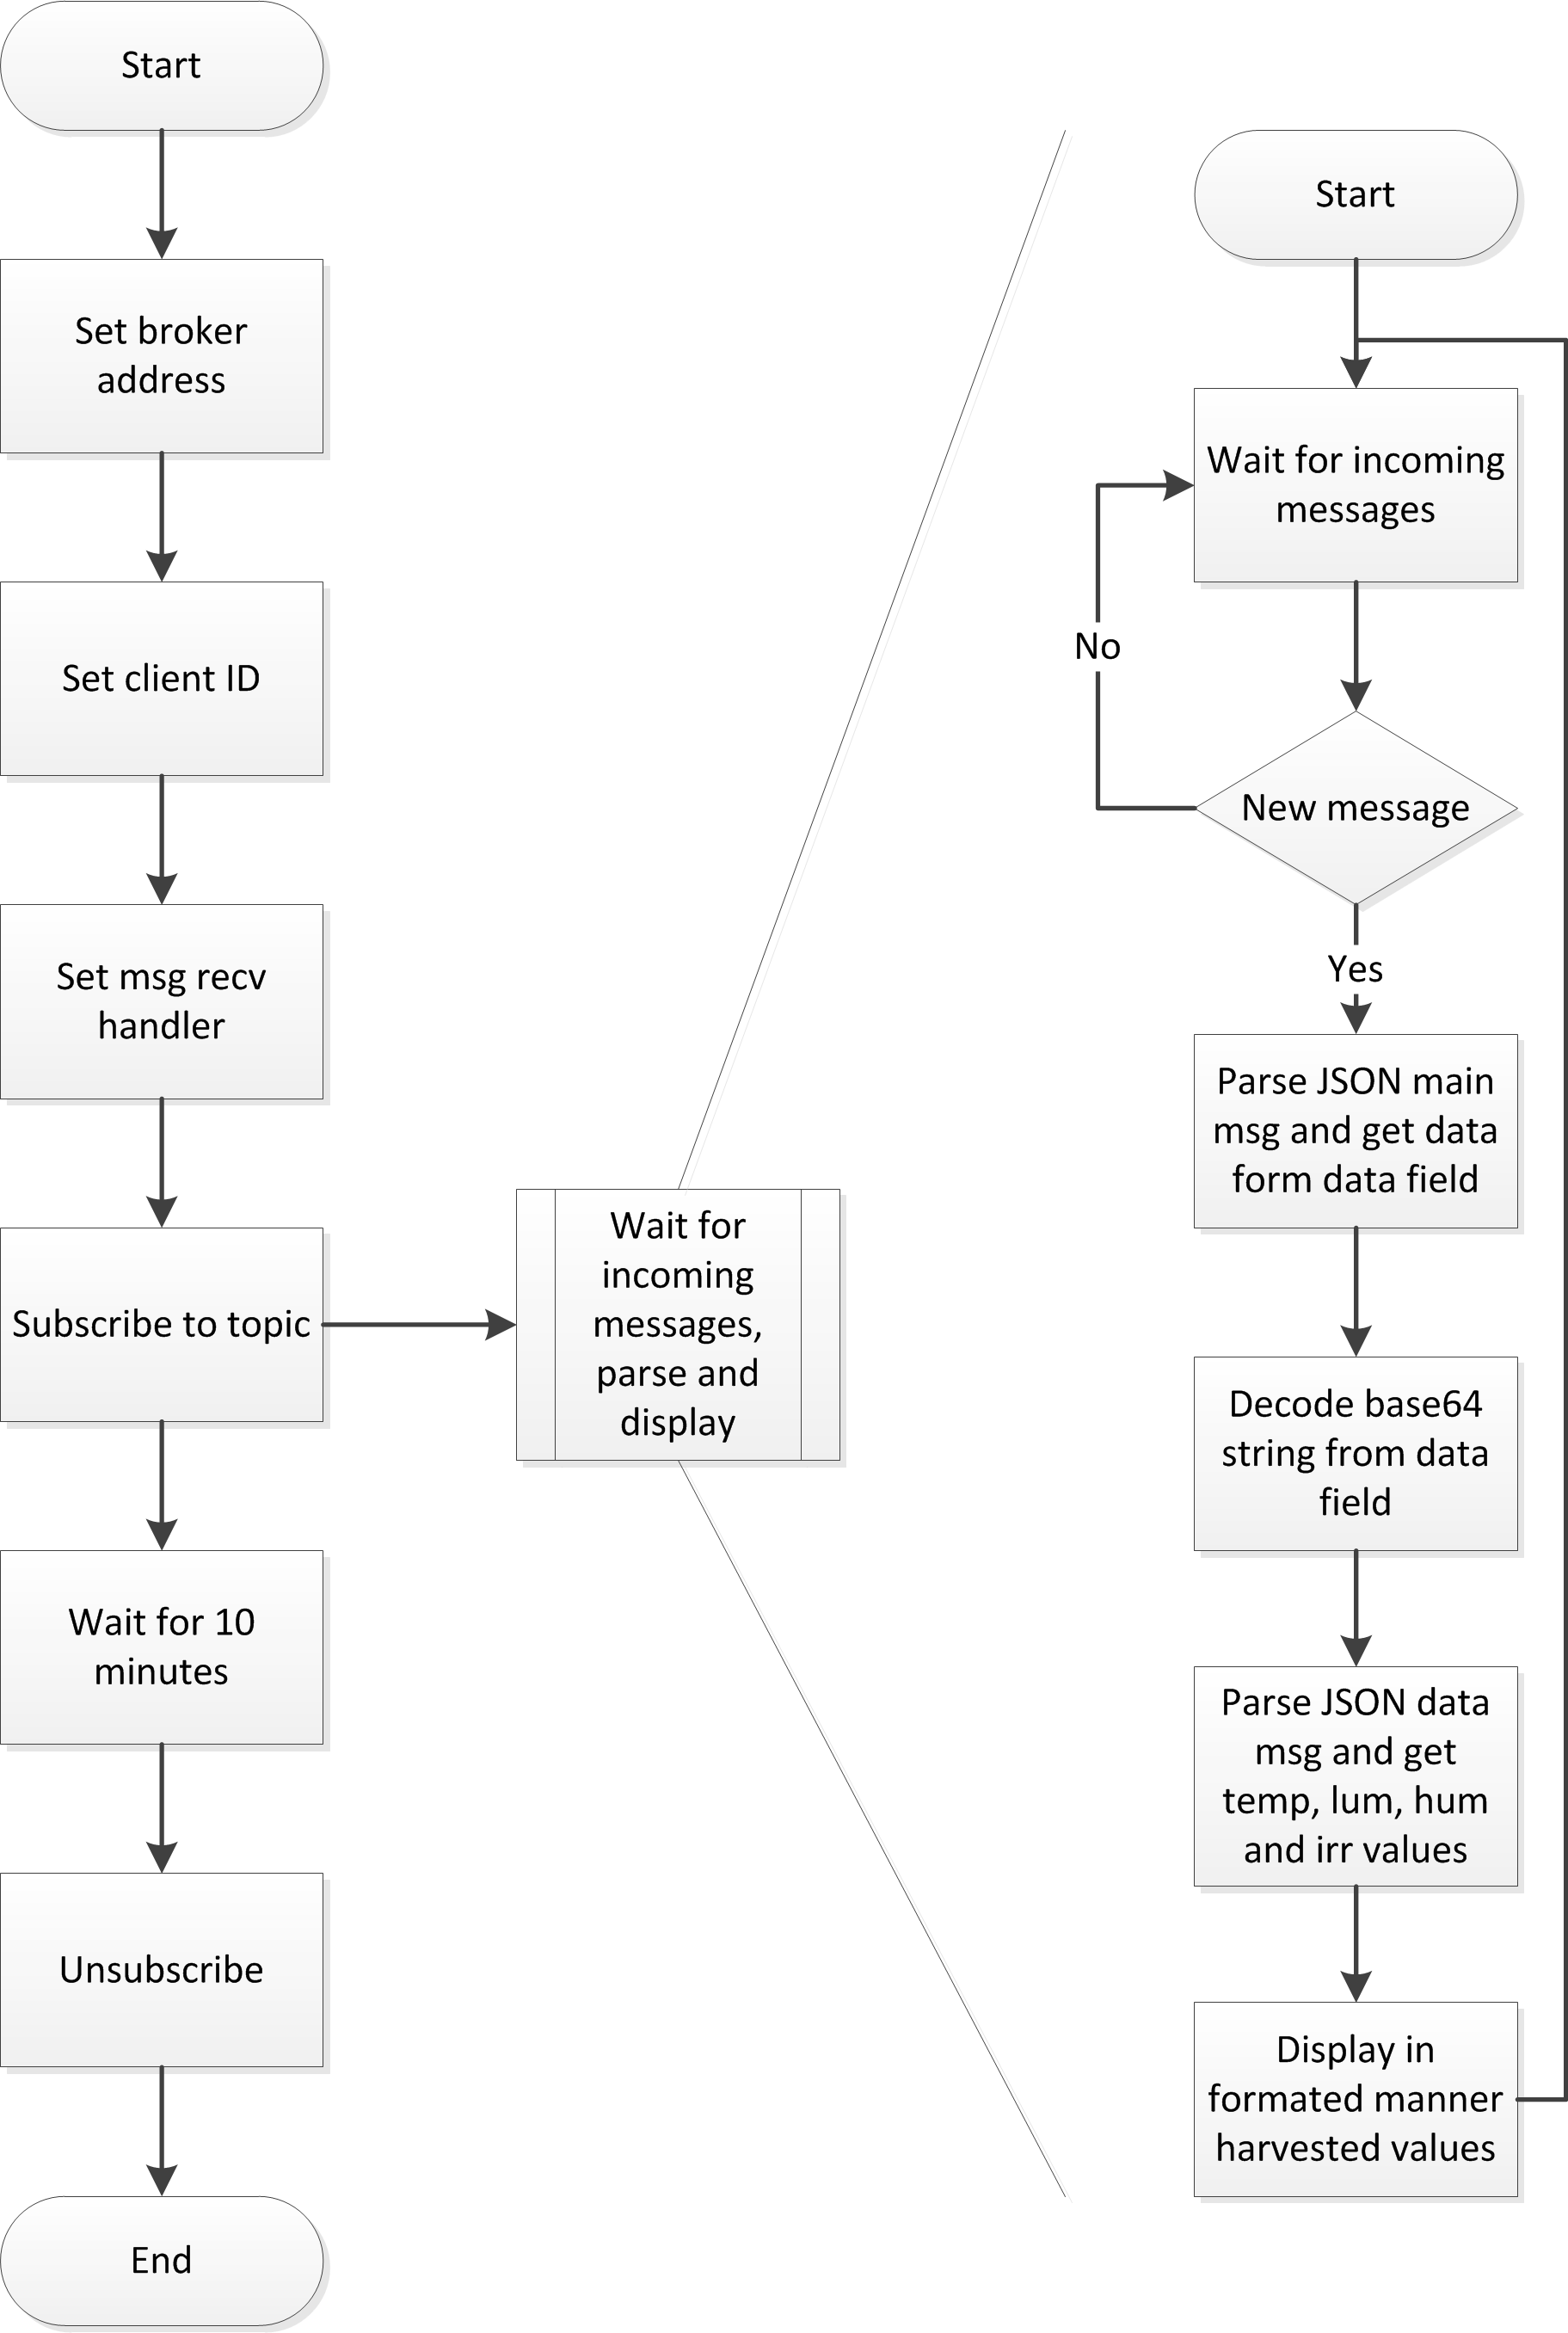 Start
Set broker
address
Set client ID
Set msg recv
handler
Subscribe to topic
Wait for 10
minutes
Unsubscribe
End
Wait for
incoming
messages,
parse and
display
Start
Wait for incoming
messages
No
New message
Yes
Parse JSON main
msg and get data
form data field
Decode base64
string from data
field
Parse JSON data
msg and get
temp, lum, hum
and irr values
Display in
formated manner
harvested values